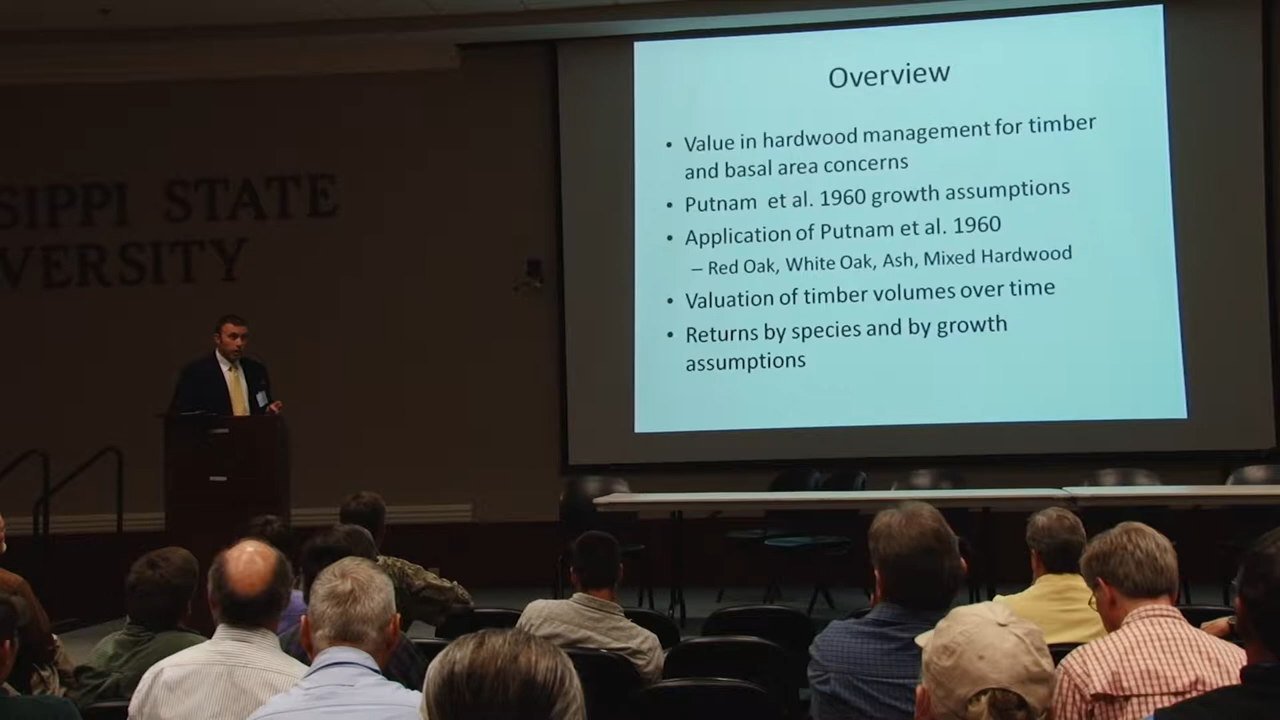 SIPPI STATE
VERSITY
Overview
• Value in hardwood management for timber
and basal area concerns
• Putnam et al. 1960 growth assumptions
• Application of Putnam et al. 1960
– Red Oak, White Oak, Ash, Mixed Hardwood
• Valuation of timber volumes over time
• Returns by species and by growth
assumptions